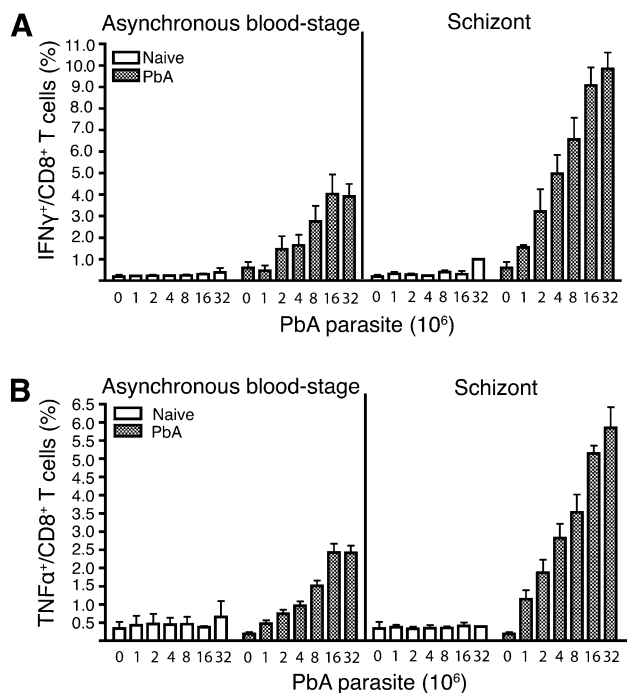 A
Asynchronous blood-stage
Schizont
IFNγ⁺/CD8⁺ T cells (%)
11.0
10.0
9.0
8.0
7.0
6.0
5.0
4.0
3.0
2.0
1.0
Naive
PbA
0 1 2 4 8 16 32 0 1 2 4 8 16 32 0 1 2 4 8 16 32 0 1 2 4 8 16 32
PbA parasite (10⁶)
B
Asynchronous blood-stage
Schizont
TNFα⁺/CD8⁺ T cells (%)
6.5
6.0
5.5
5.0
4.5
4.0
3.5
3.0
2.5
2.0
1.5
1.0
0.5
Naive
PbA
0 1 2 4 8 16 32 0 1 2 4 8 16 32 0 1 2 4 8 16 32 0 1 2 4 8 16 32
PbA parasite (10⁶)